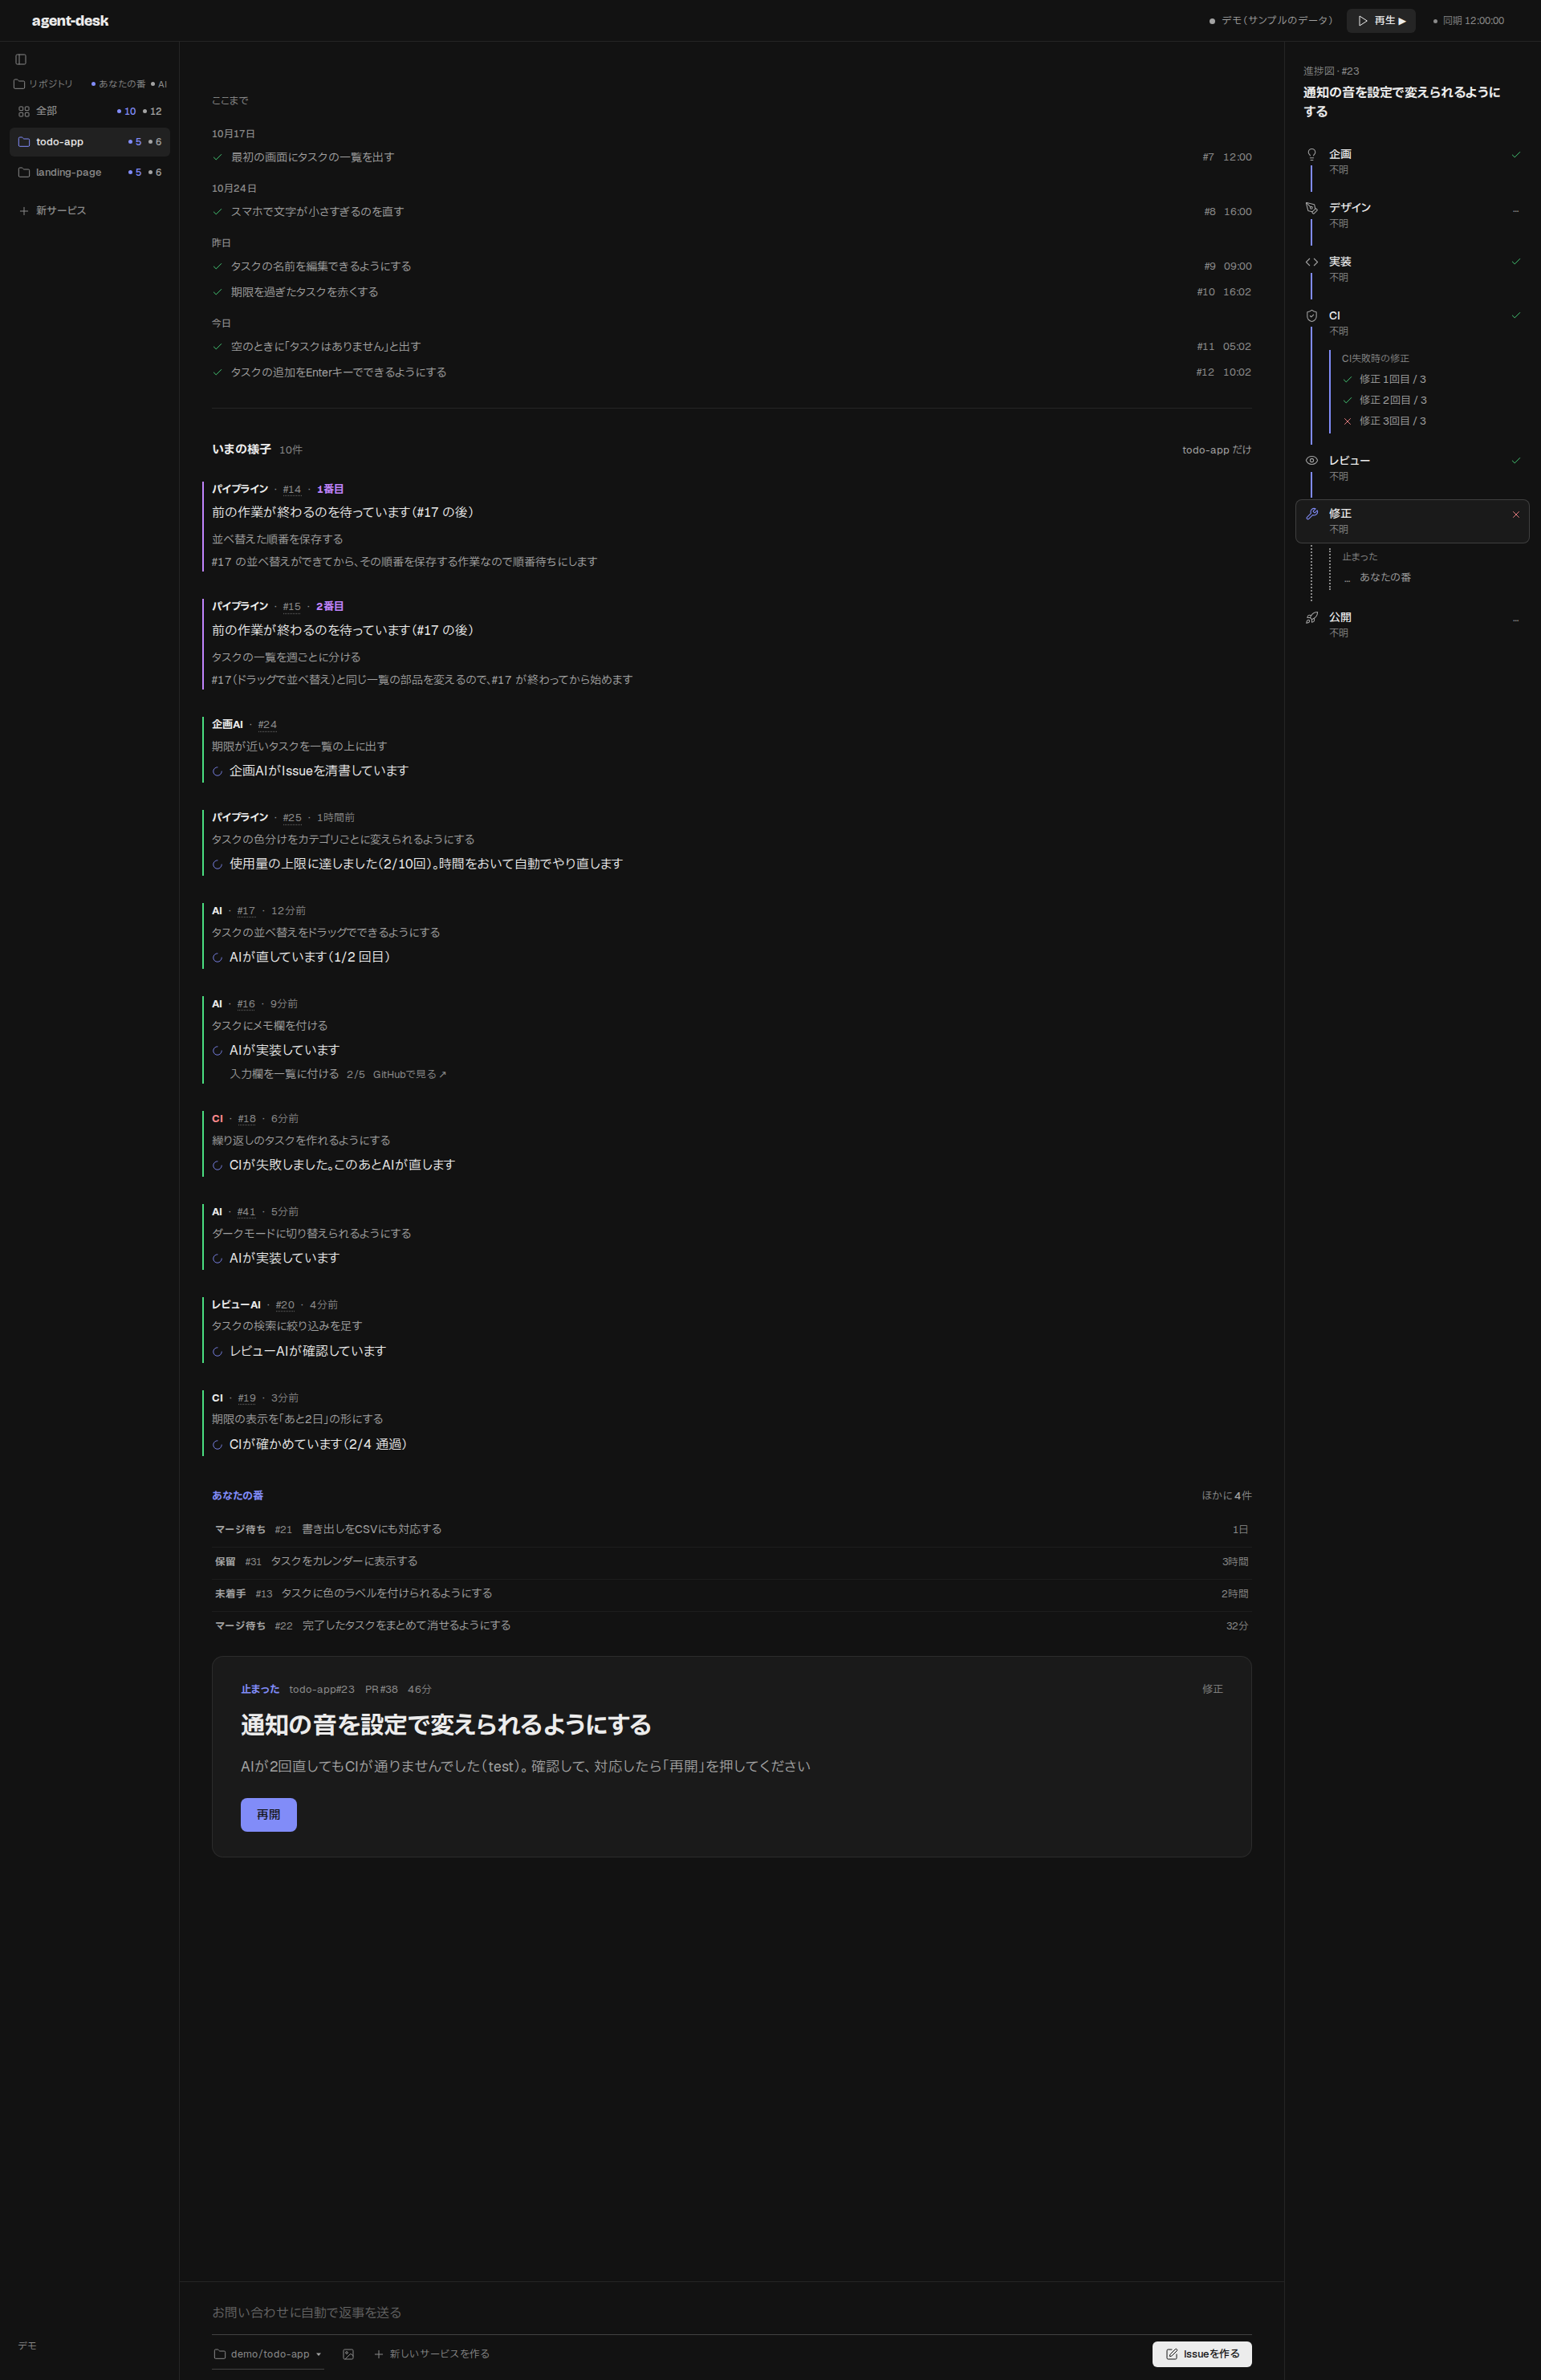 agent-desk
デモ（サンプルのデータ）
再生 ▶
同期 12:00:00
リポジトリ
あなたの番 AI
全部 10 12
todo-app 5 6
landing-page 5 6
新サービス
デモ
ここまで
10月17日
最初の画面にタスクの一覧を出す #7 12:00
10月24日
スマホで文字が小さすぎるのを直す #8 16:00
昨日
タスクの名前を編集できるようにする #9 09:00
期限を過ぎたタスクを赤くする #10 16:02
今日
空のときに「タスクはありません」と出す #11 05:02
タスクの追加をEnterキーでできるようにする #12 10:02
いまの様子 10件 todo-app だけ
パイプライン · #14 · 1番目
前の作業が終わるのを待っています（#17 の後）
並べ替えた順番を保存する
#17 の並べ替えができてから、その順番を保存する作業なので順番待ちにします
パイプライン · #15 · 2番目
前の作業が終わるのを待っています（#17 の後）
タスクの一覧を週ごとに分ける
#17（ドラッグで並べ替え）と同じ一覧の部品を変えるので、#17 が終わってから始めます
企画AI · #24
期限が近いタスクを一覧の上に出す
企画AIがIssueを清書しています
パイプライン · #25 · 1時間前
タスクの色分けをカテゴリごとに変えられるようにする
使用量の上限に達しました（2/10回）。時間をおいて自動でやり直します
AI · #17 · 12分前
タスクの並べ替えをドラッグでできるようにする
AIが直しています（1/2 回目）
AI · #16 · 9分前
タスクにメモ欄を付ける
AIが実装しています
入力欄を一覧に付ける 2/5 GitHubで見る ↗
CI · #18 · 6分前
繰り返しのタスクを作れるようにする
CIが失敗しました。このあとAIが直します
AI · #41 · 5分前
ダークモードに切り替えられるようにする
AIが実装しています
レビューAI · #20 · 4分前
タスクの検索に絞り込みを足す
レビューAIが確認しています
CI · #19 · 3分前
期限の表示を「あと2日」の形にする
CIが確かめています（2/4 通過）
あなたの番 ほかに 4件
マージ待ち #21 書き出しをCSVにも対応する 1日
保留 #31 タスクをカレンダーに表示する 3時間
未着手 #13 タスクに色のラベルを付けられるようにする 2時間
マージ待ち #22 完了したタスクをまとめて消せるようにする 32分
止まった todo-app#23 PR#38 46分 修正
通知の音を設定で変えられるようにする
AIが2回直してもCIが通りませんでした（test）。確認して、対応したら「再開」を押してください
再開
お問い合わせに自動で返事を送る
demo/todo-app
新しいサービスを作る
Issueを作る
進捗図 · #23
通知の音を設定で変えられるように
する
企画
不明
デザイン –
不明
実装
不明
CI
不明
CI失敗時の修正
修正 1回目 / 3
修正 2回目 / 3
修正 3回目 / 3
レビュー
不明
修正
不明
止まった
… あなたの番
公開 –
不明